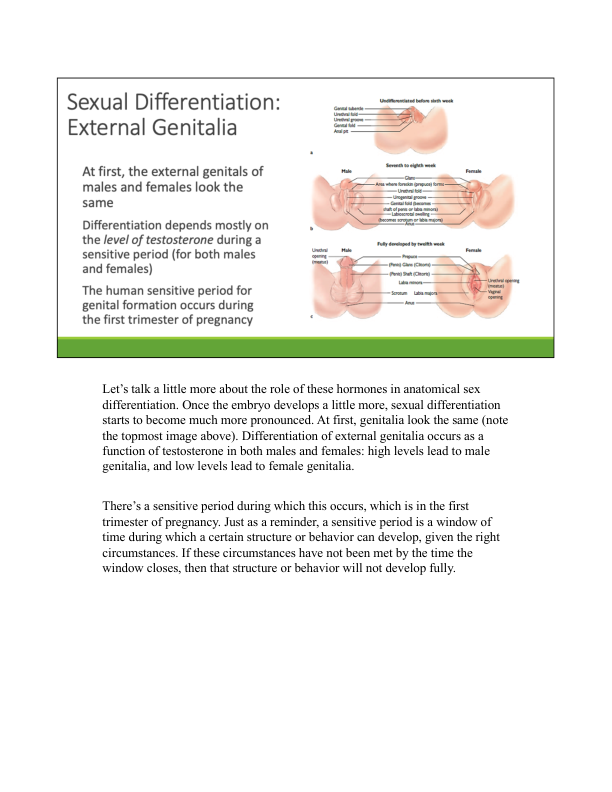 Sexual Differentiation:
External Genitalia
At first, the external genitals of
males and females look the
same
Differentiation depends mostly on
the level of testosterone during a
sensitive period (for both males
and females)
The human sensitive period for
genital formation occurs during
the first trimester of pregnancy
Undifferentiated before sixth week
Genital tubercle
Urethral fold
Urethral groove
Genital fold
Anal pit
a
Seventh to eighth week
Male
Female
Glans
Area where foreskin (prepuce) forms
Urethral fold
Urogenital groove
Genital fold (becomes
shaft of penis or labia minora)
Labioscrotal swelling
(becomes scrotum or labia majora)
Anus
b
Fully developed by twelfth week
Urethral
opening
(meatus)
Male
Female
Prepuce
(Penis) Glans (Clitoris)
(Penis) Shaft (Clitoris)
Labia minora
Scrotum
Labia majora
Anus
Urethral opening
(meatus)
Vaginal
opening
c
Let’s talk a little more about the role of these hormones in anatomical sex
differentiation. Once the embryo develops a little more, sexual differentiation
starts to become much more pronounced. At first, genitalia look the same (note
the topmost image above). Differentiation of external genitalia occurs as a
function of testosterone in both males and females: high levels lead to male
genitalia, and low levels lead to female genitalia.
There’s a sensitive period during which this occurs, which is in the first
trimester of pregnancy. Just as a reminder, a sensitive period is a window of
time during which a certain structure or behavior can develop, given the right
circumstances. If these circumstances have not been met by the time the
window closes, then that structure or behavior will not develop fully.